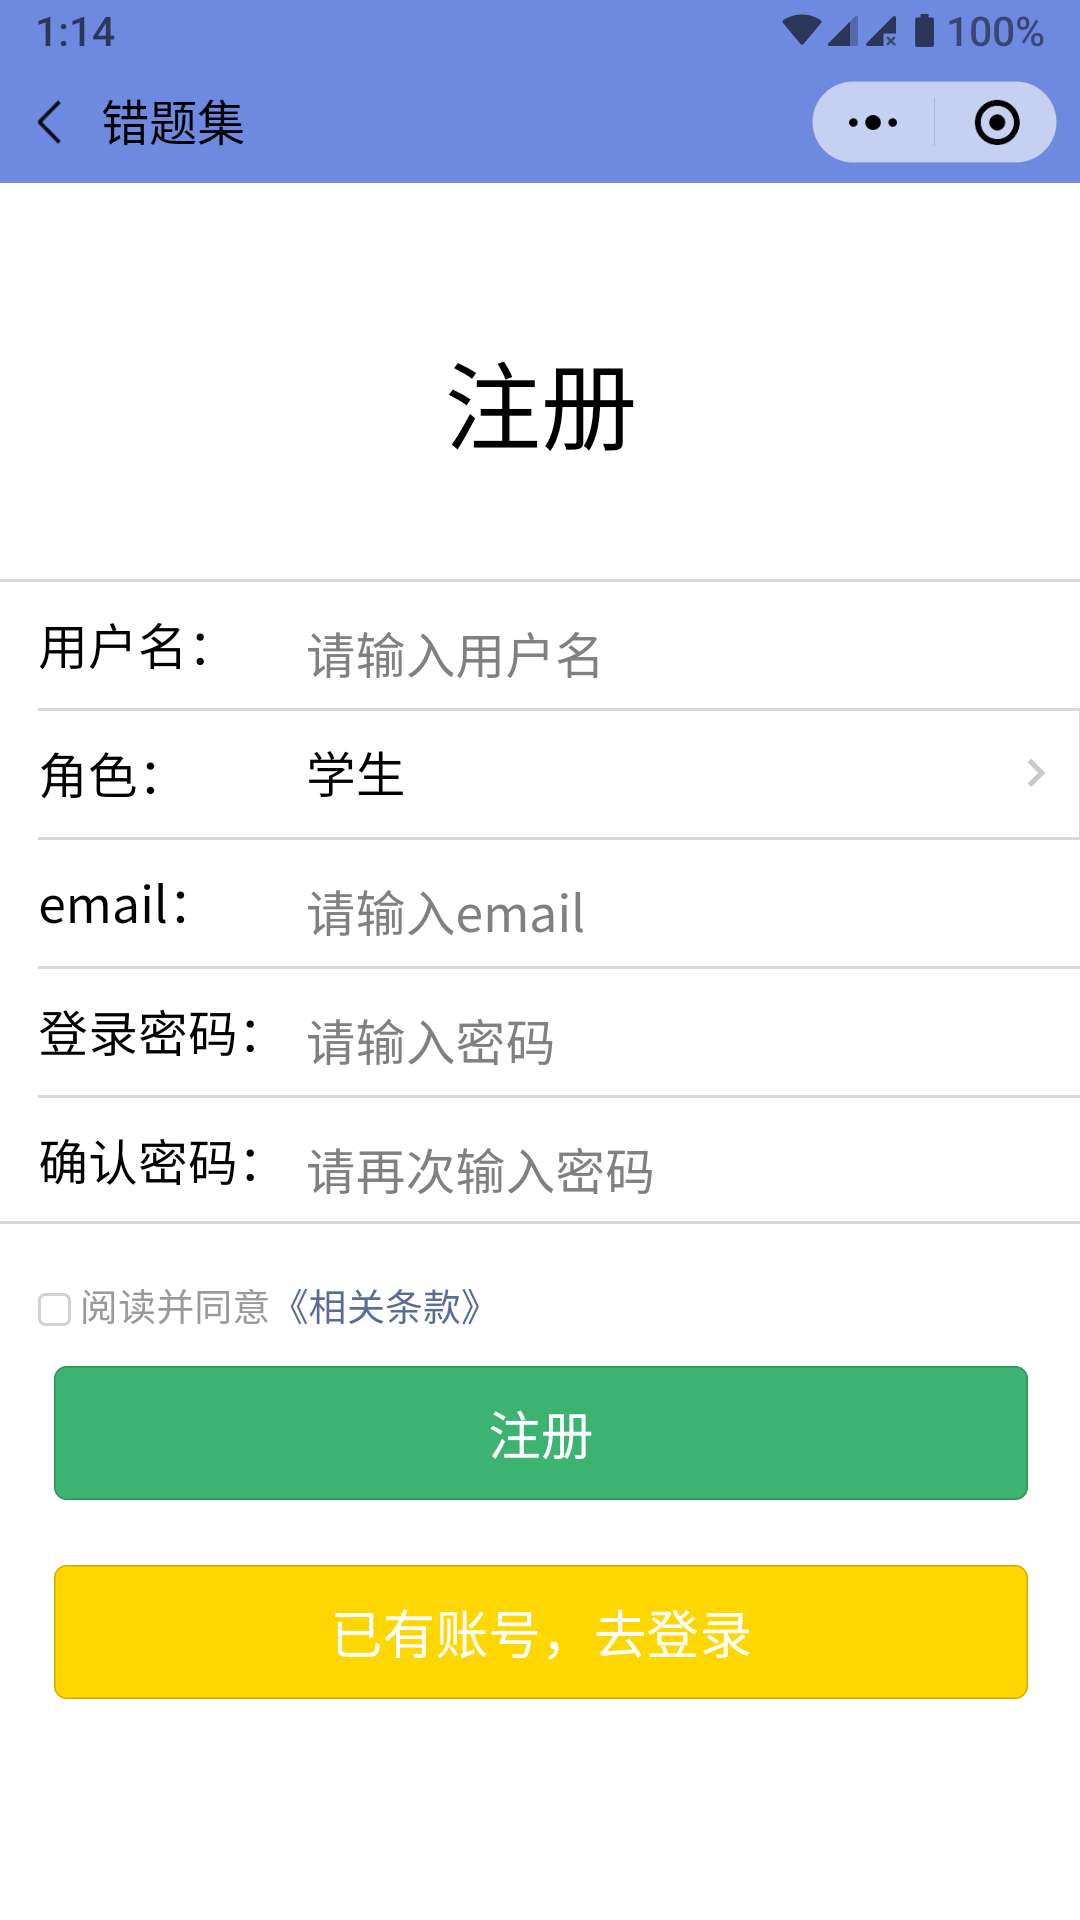 1:14 100%
错题集
注册
用户名： 请输入用户名
角色： 学生
email： 请输入email
登录密码： 请输入密码
确认密码： 请再次输入密码
阅读并同意《相关条款》
注册
已有账号，去登录